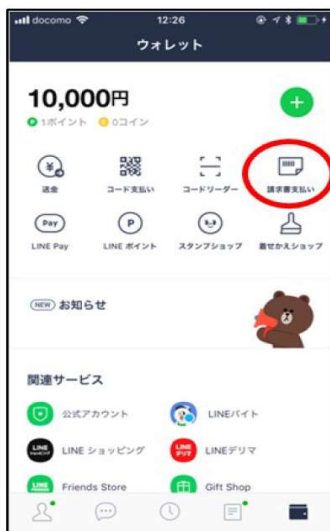 docomo 12:26
ウォレット
10,000円
P 1ポイント 0コイン
送金 コード支払い コードリーダー 請求書支払い
Pay P
LINE Pay LINE ポイント スタンプショップ 着せかえショップ
NEW お知らせ
関連サービス
公式アカウント LINEバイト
LINE ショッピング LINEデリマ
Friends Store Gift Shop